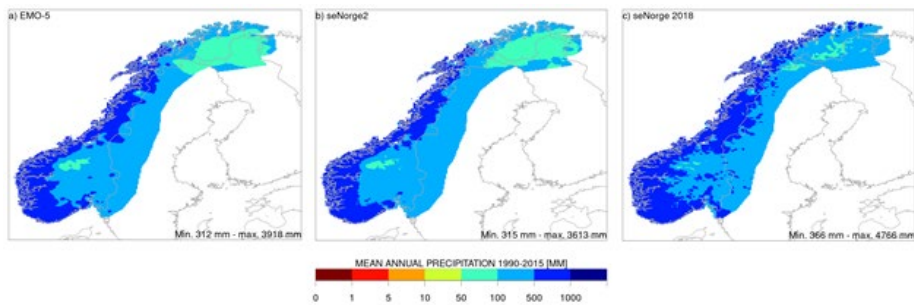 a) EMO-5
b) seNorge2
c) seNorge 2018
Min. 312 mm - max. 3918 mm
Min. 315 mm - max. 3613 mm
Min. 366 mm - max. 4766 mm
MEAN ANNUAL PRECIPITATION 1990-2015 [MM]
0 1 5 10 50 100 500 1000